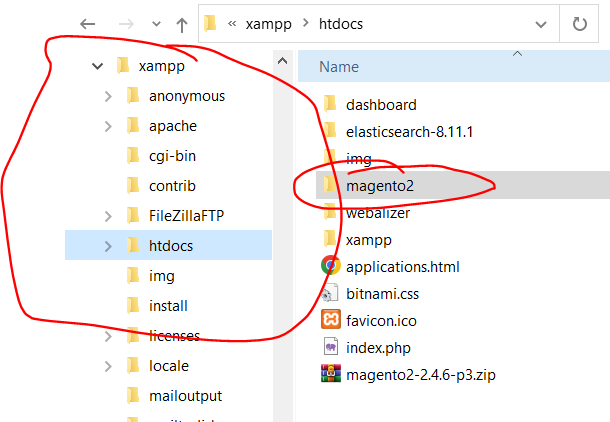 xampp > htdocs
xampp
anonymous
apache
cgi-bin
contrib
FileZillaFTP
htdocs
img
install
licenses
locale
mailoutput
Name
dashboard
elasticsearch-8.11.1
img
magento2
webalizer
xampp
applications.html
bitnami.css
favicon.ico
index.php
magento2-2.4.6-p3.zip